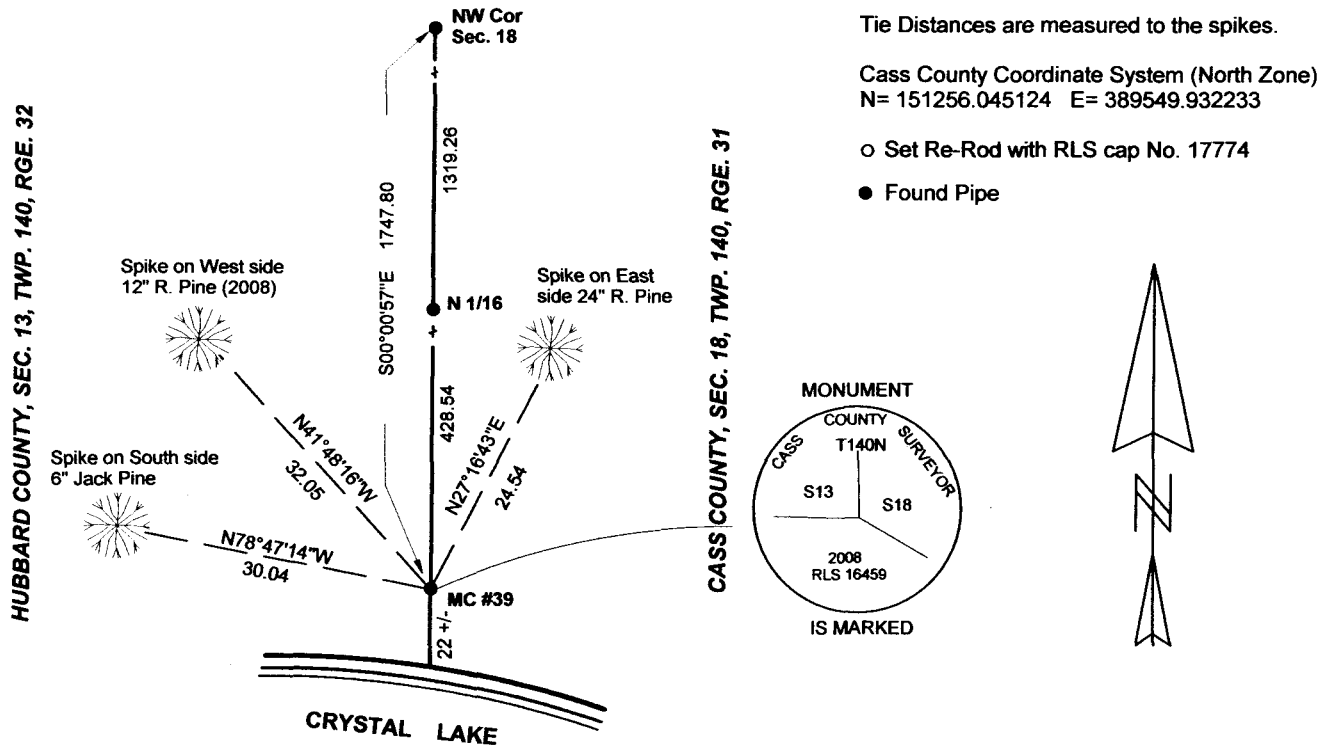 NW Cor
Sec. 18
Tie Distances are measured to the spikes.
Cass County Coordinate System (North Zone)
N= 151256.045124 E= 389549.932233
○ Set Re-Rod with RLS cap No. 17774
● Found Pipe
HUBBARD COUNTY, SEC. 13, TWP. 140, RGE. 32
1319.26
S00°00'57"E 1747.80
CASS COUNTY, SEC. 18, TWP. 140, RGE. 31
Spike on West side
12" R. Pine (2008)
N 1/16
Spike on East
side 24" R. Pine
428.54
N41°48'16"W
32.05
N27°16'43"E
24.54
Spike on South side
6" Jack Pine
N78°47'14"W
30.04
MC #39
22 +/-
CRYSTAL LAKE
MONUMENT
CASS COUNTY SURVEYOR
T140N
S13 S18
2008
RLS 16459
IS MARKED
N